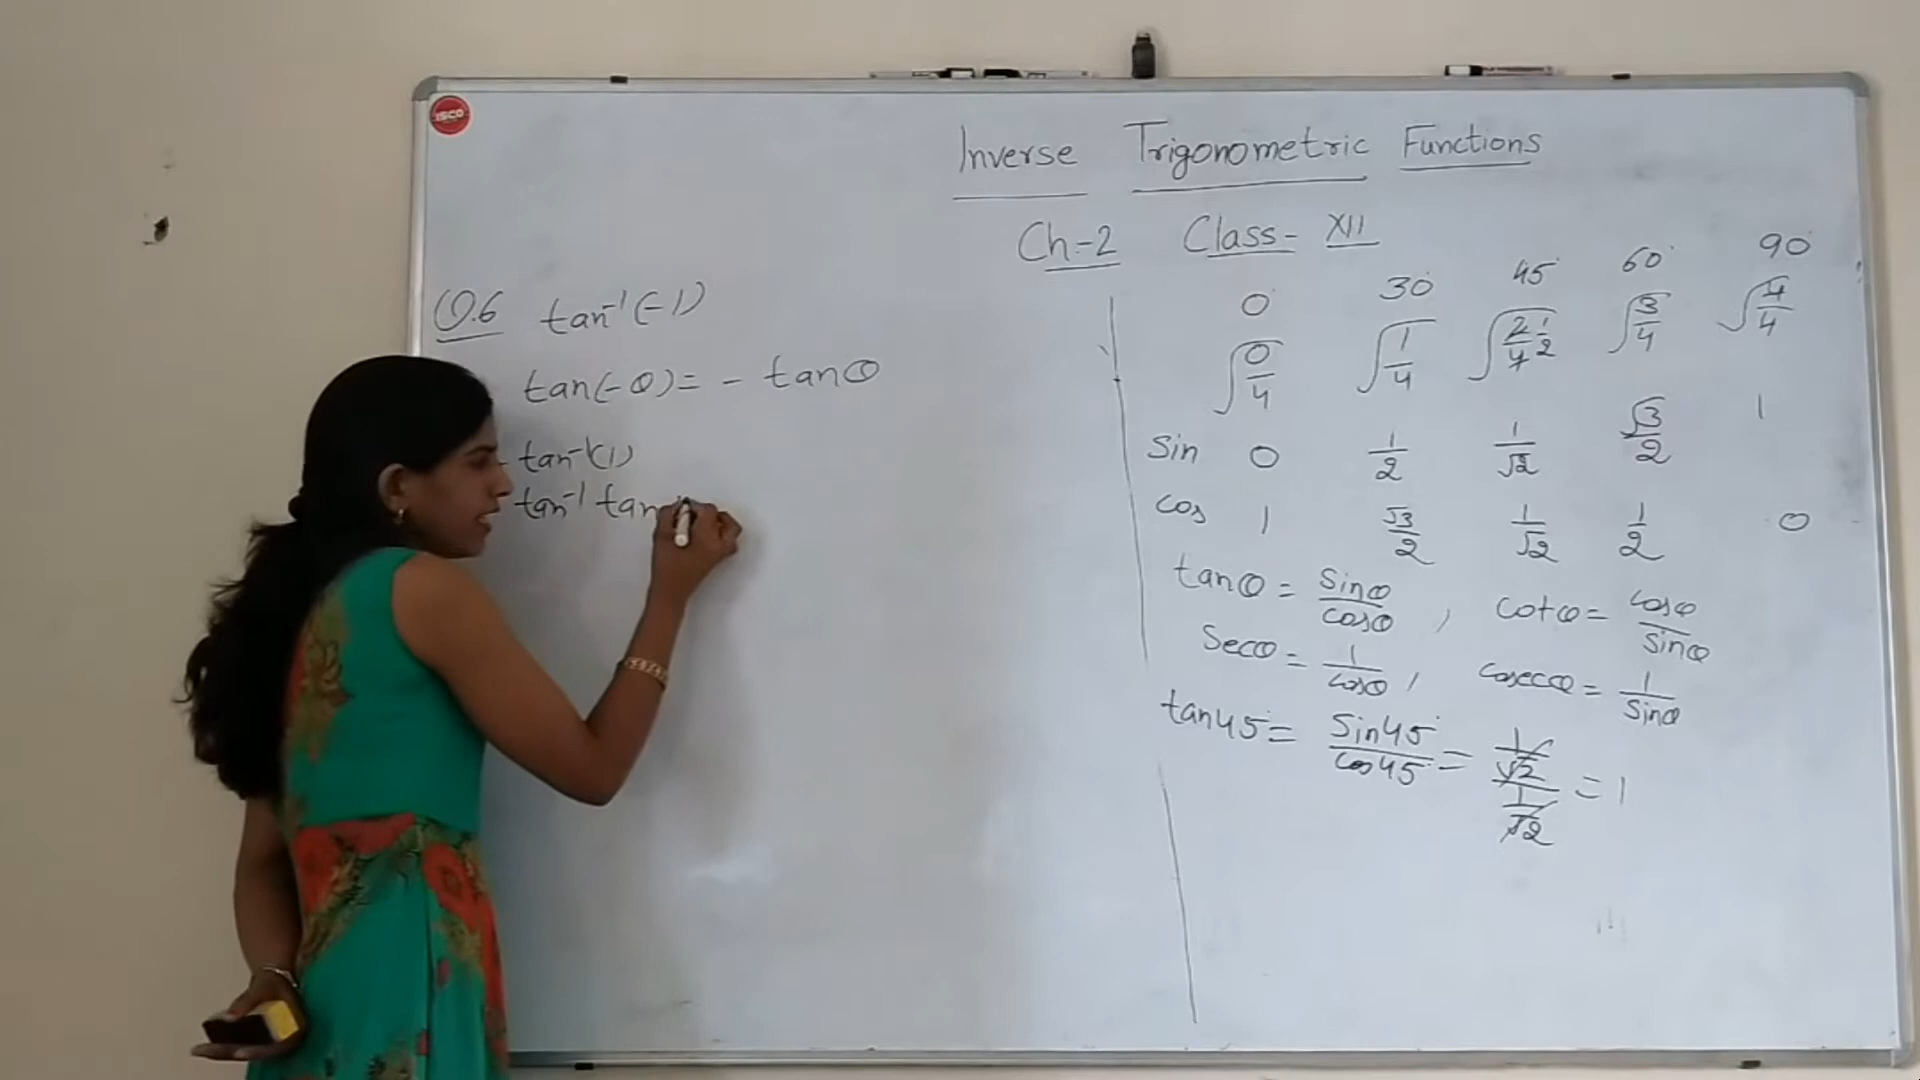 ISCO
Inverse Trigonometric Functions
Ch-2 Class- XII
Q.6 tan⁻¹(-1)
tan(-θ) = - tanθ
- tan⁻¹(1)
- tan⁻¹ tan
0 30° 45° 60° 90°
√(0/4) √(1/4) √(2/4) 1/2 √(3/4) √(4/4)
Sin 0 1/2 1/√2 √3/2 1
cos 1 √3/2 1/√2 1/2 0
tanθ = sinθ/cosθ , cotθ = cosθ/sinθ
Secθ = 1/cosθ , cosecθ = 1/sinθ
tan45° = Sin45°/cos45° = (1/√2)/(1/√2) = 1